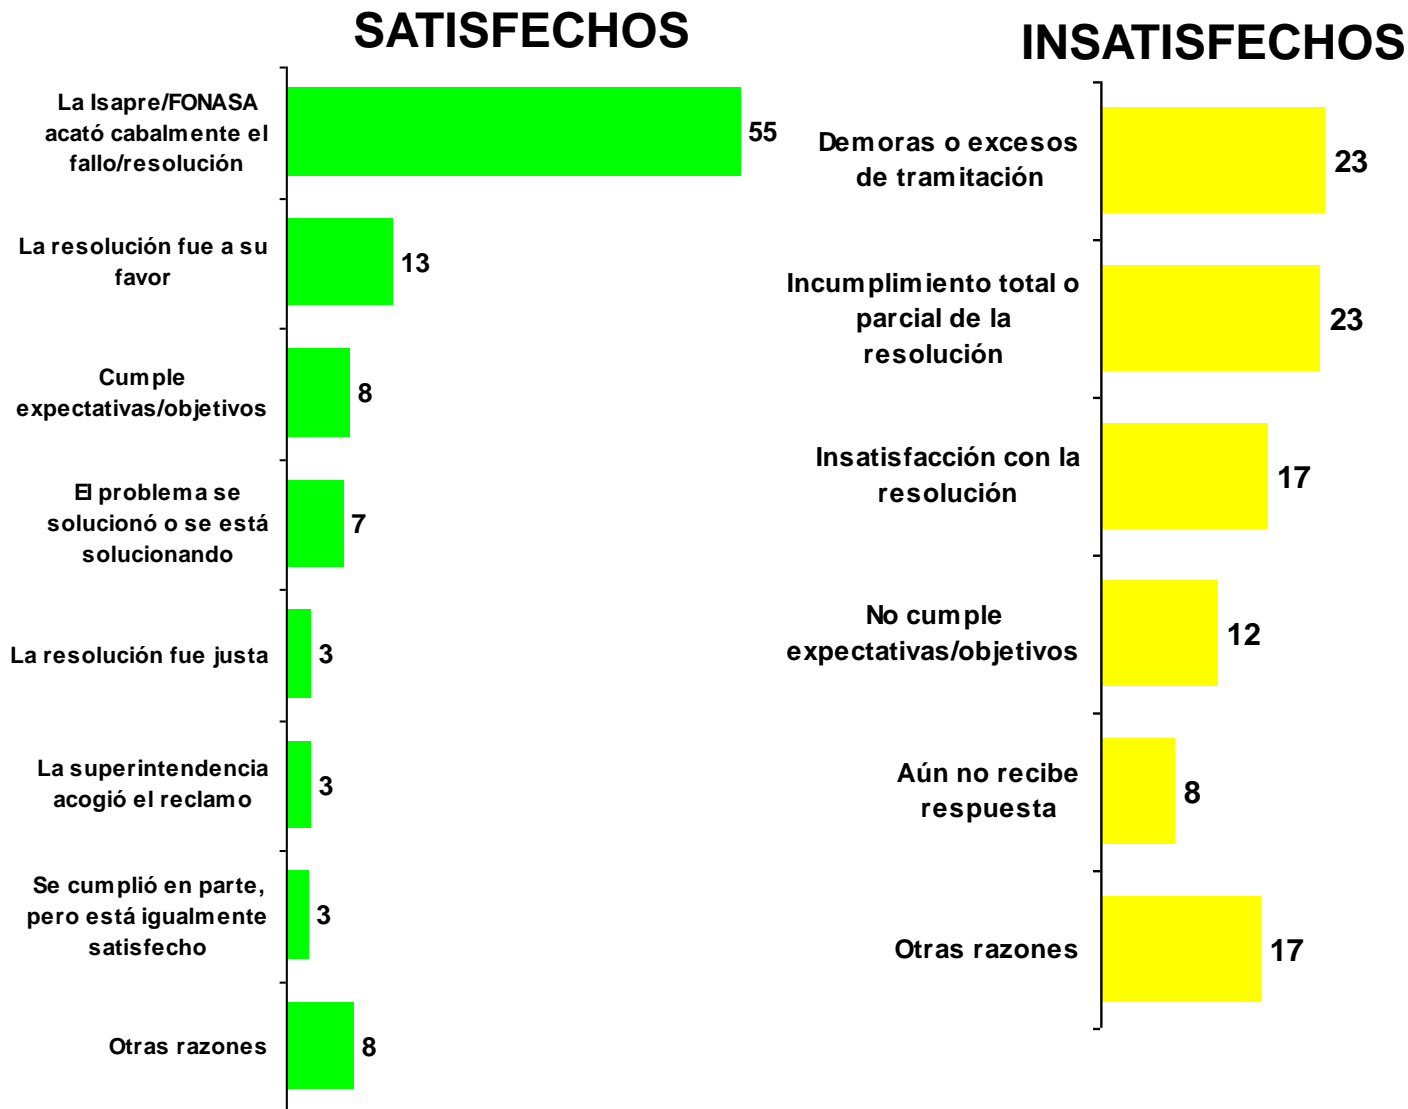 SATISFECHOS
La Isapre/FONASA
acató cabalmente el
fallo/resolución
55
La resolución fue a su
favor
13
Cumple
expectativas/objetivos
8
El problema se
solucionó o se está
solucionando
7
La resolución fue justa
3
La superintendencia
acogió el reclamo
3
Se cumplió en parte,
pero está igualmente
satisfecho
3
Otras razones
8
INSATISFECHOS
Demoras o excesos
de tramitación
23
Incumplimiento total o
parcial de la
resolución
23
Insatisfacción con la
resolución
17
No cumple
expectativas/objetivos
12
Aún no recibe
respuesta
8
Otras razones
17